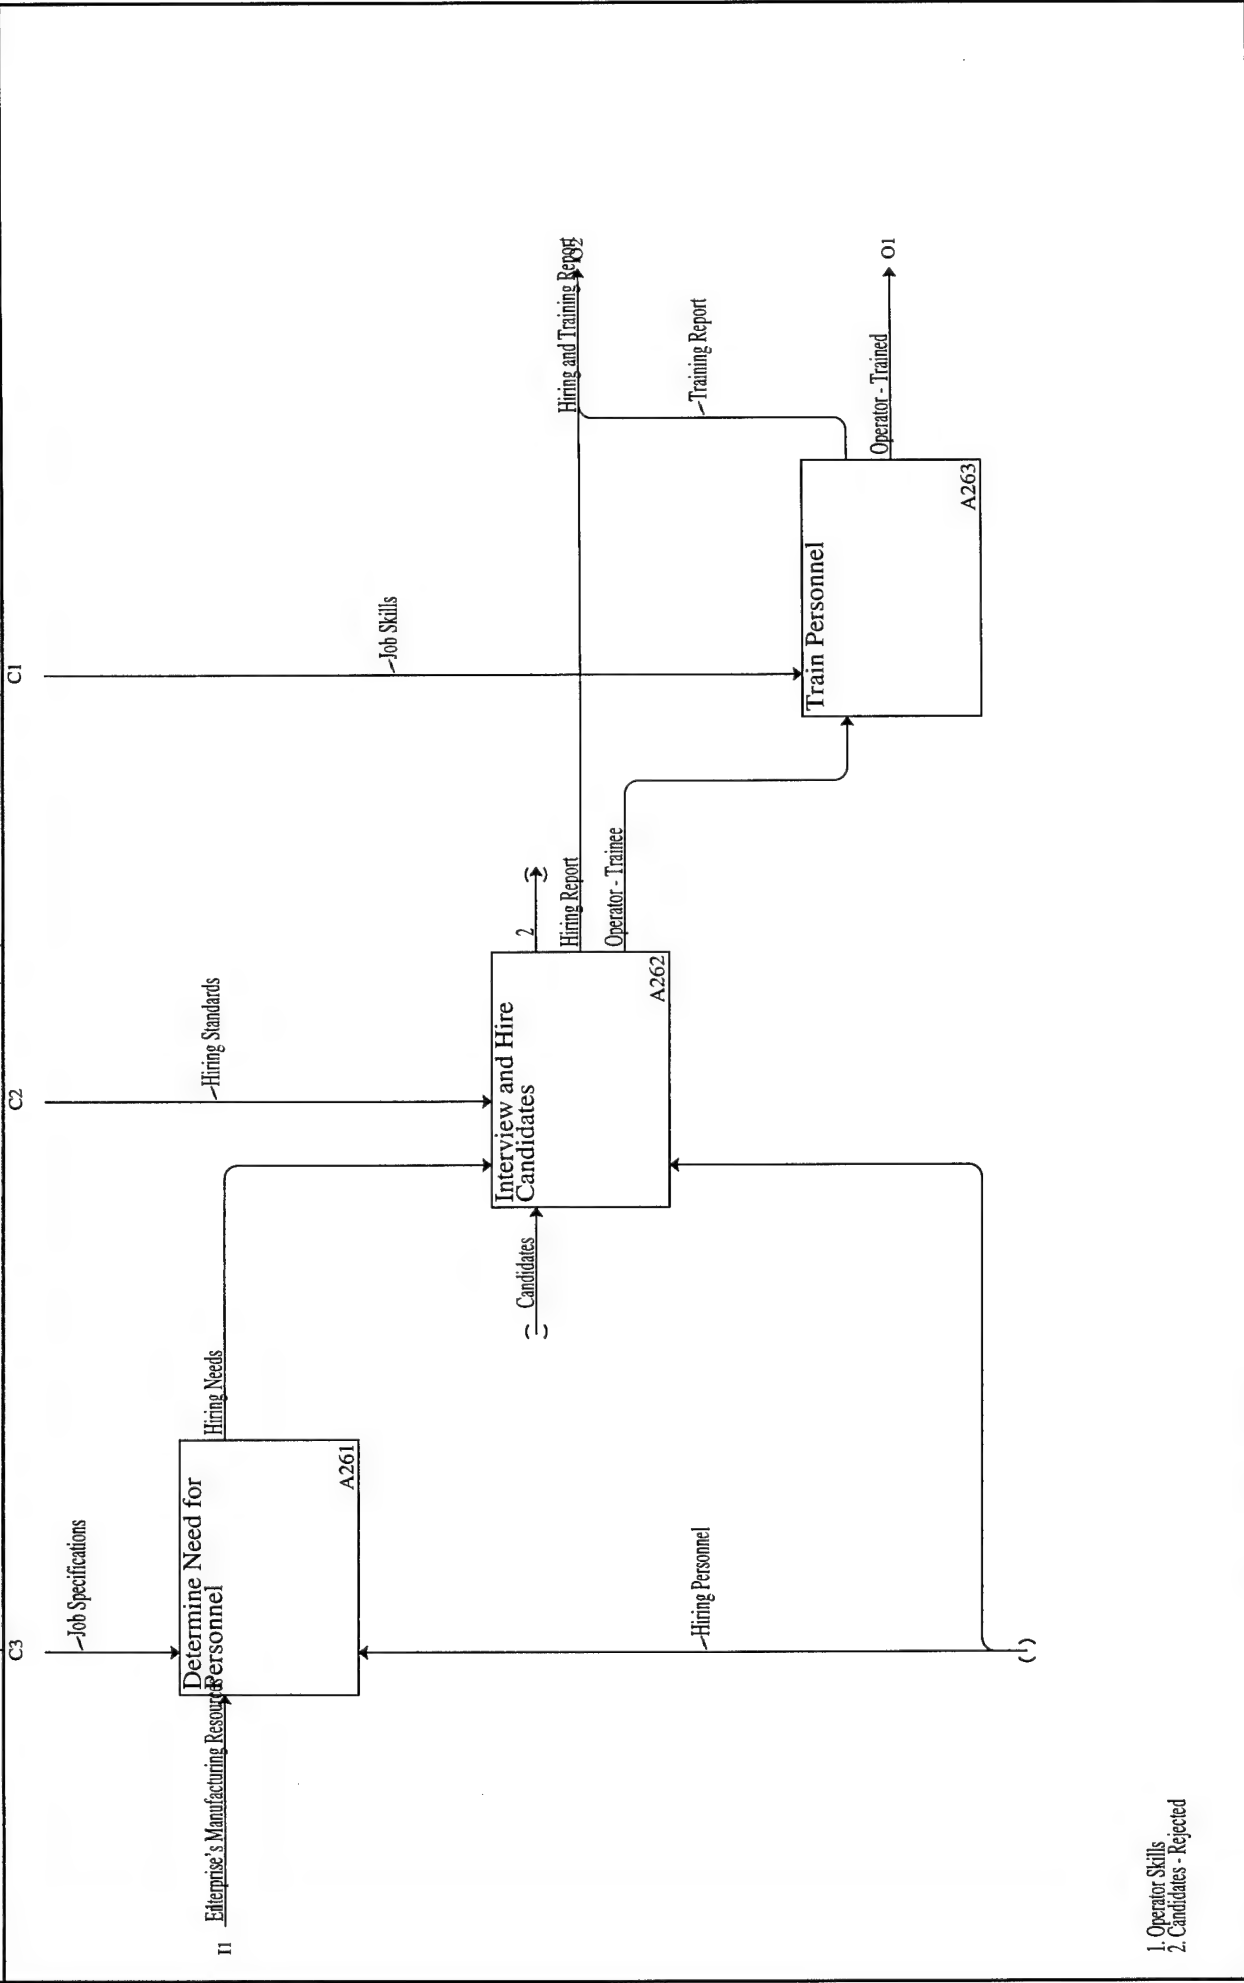 C3
C2
C1
Job Specifications
Hiring Standards
Job Skills
I1
Enterprise's Manufacturing Resources
Determine Need for
Personnel
A261
Hiring Needs
Candidates
Interview and Hire
Candidates
A262
2
Hiring Report
Operator - Trainee
Hiring and Training Report
O2
Training Report
Train Personnel
A263
Operator - Trained
O1
Hiring Personnel
1. Operator Skills
2. Candidates - Rejected